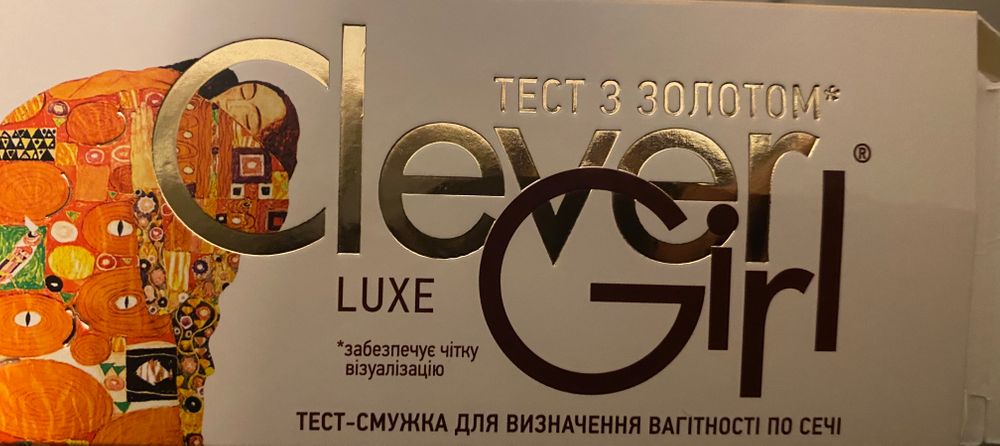 ТЕСТ З ЗОЛОТОМ*
Clever
Girl®
LUXE
*забезпечує чітку
візуалізацію
ТЕСТ-СМУЖКА ДЛЯ ВИЗНАЧЕННЯ ВАГІТНОСТІ ПО СЕЧІ